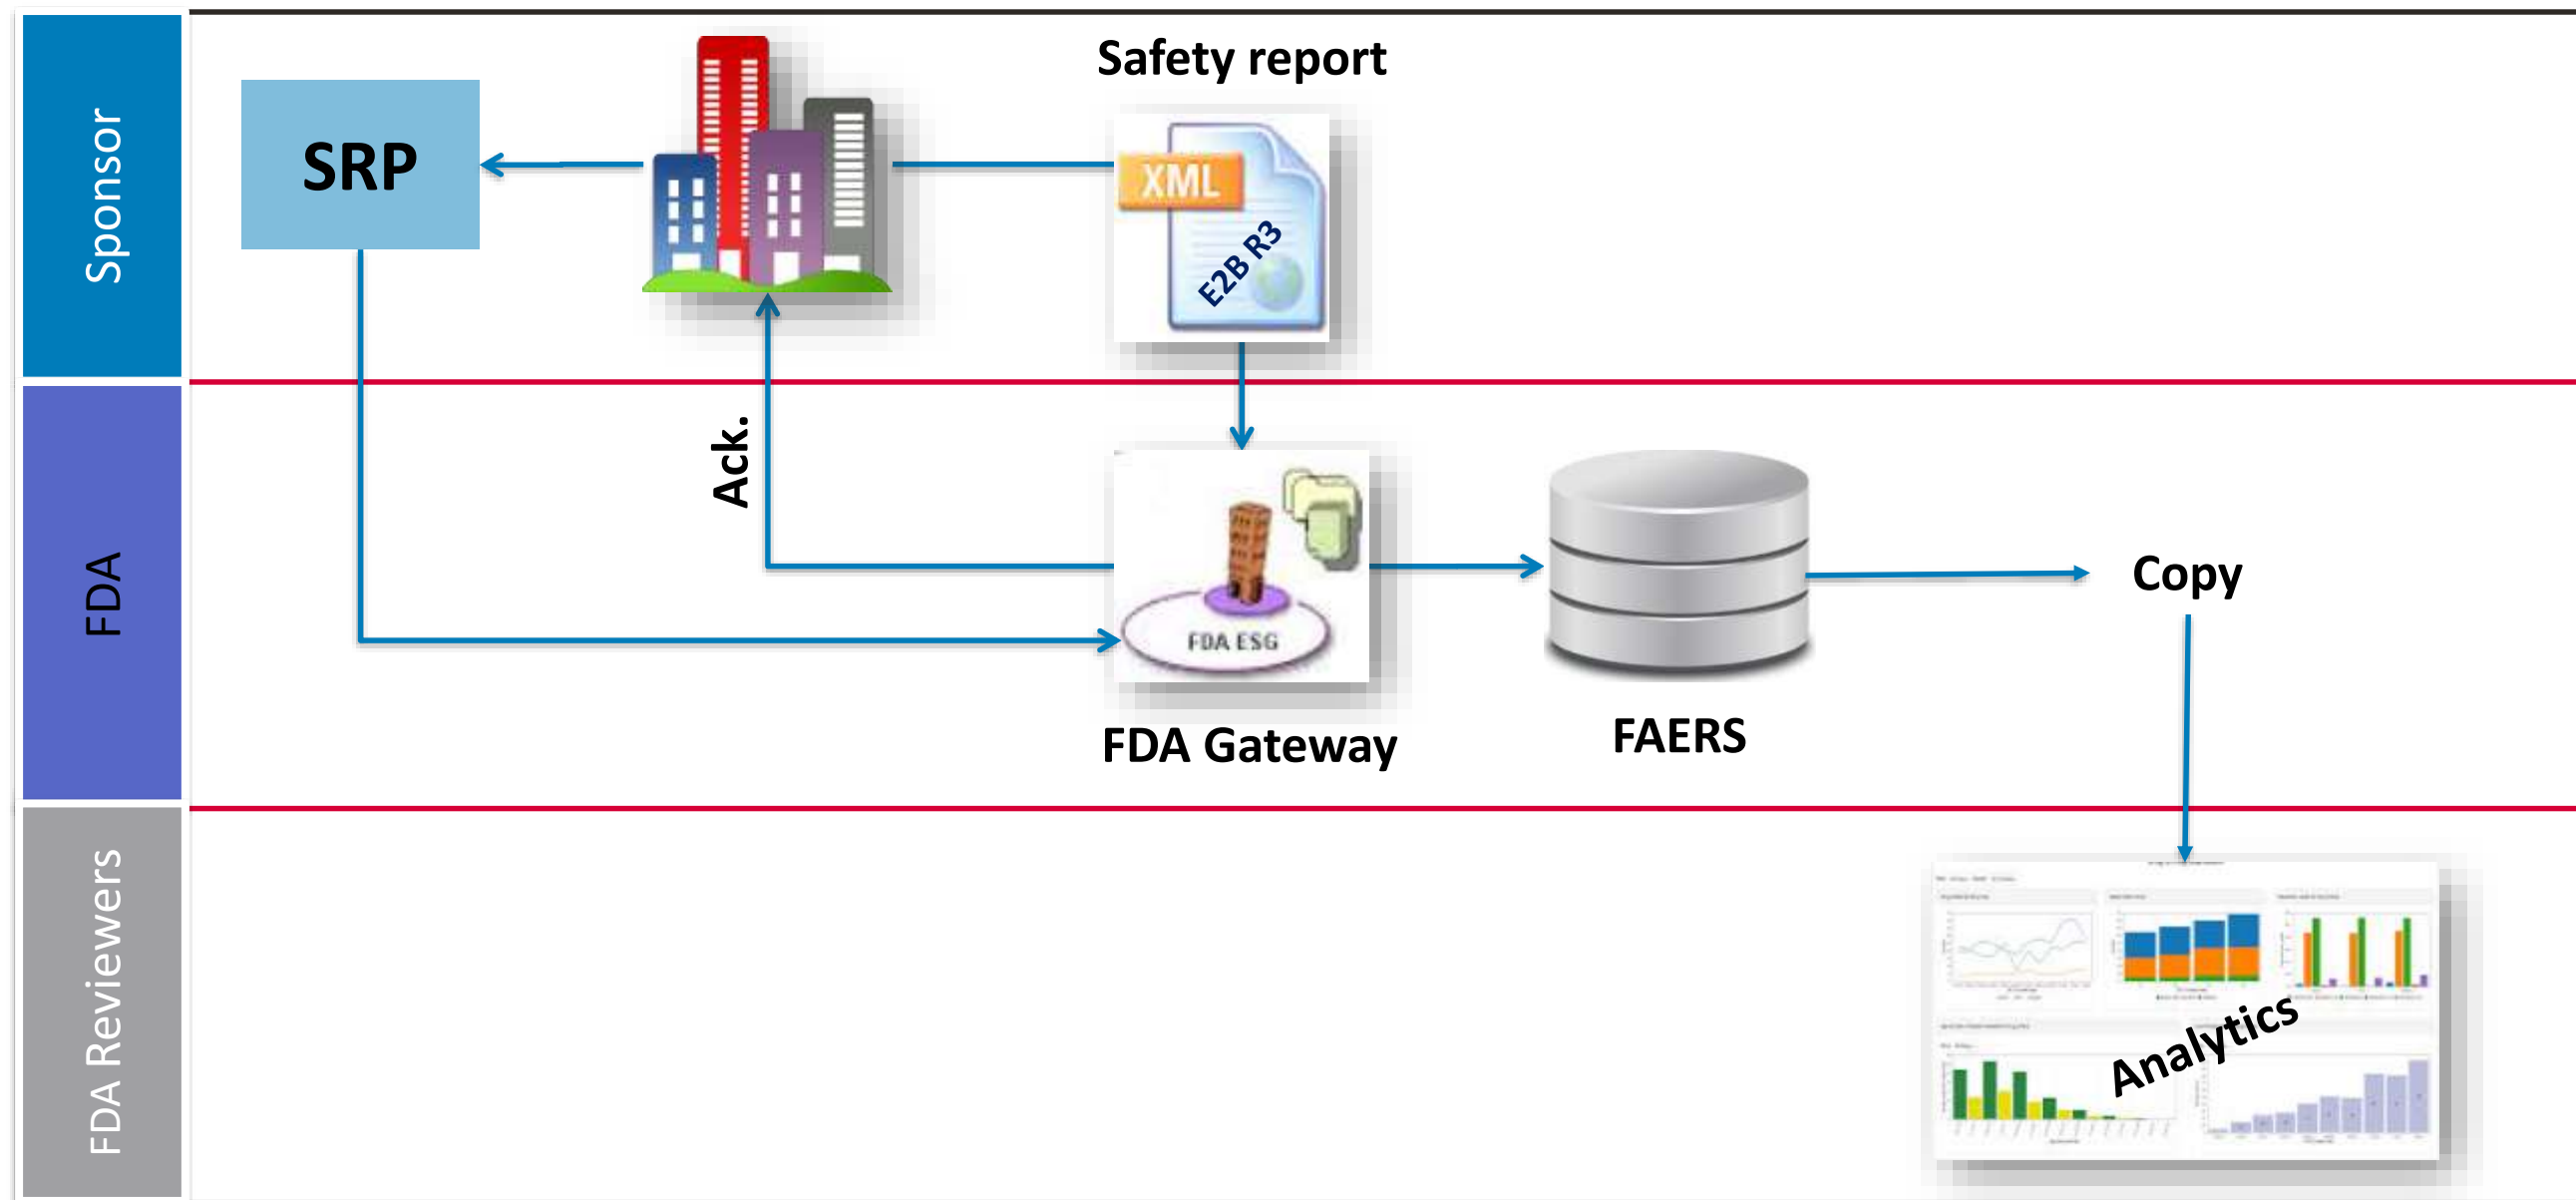 Sponsor
SRP
Safety report
XML
E2B R3
FDA
Ack.
FDA ESG
FDA Gateway
FAERS
Copy
FDA Reviewers
Analytics